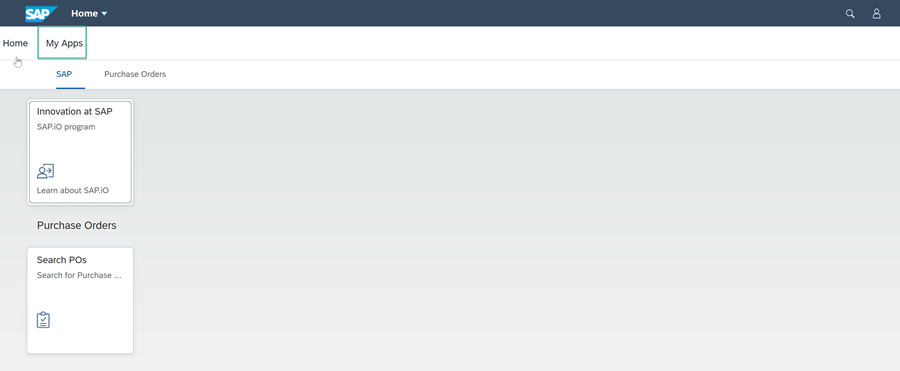 SAP Home
Home My Apps
SAP Purchase Orders
Innovation at SAP
SAP.iO program
Learn about SAP.iO
Purchase Orders
Search POs
Search for Purchase ...